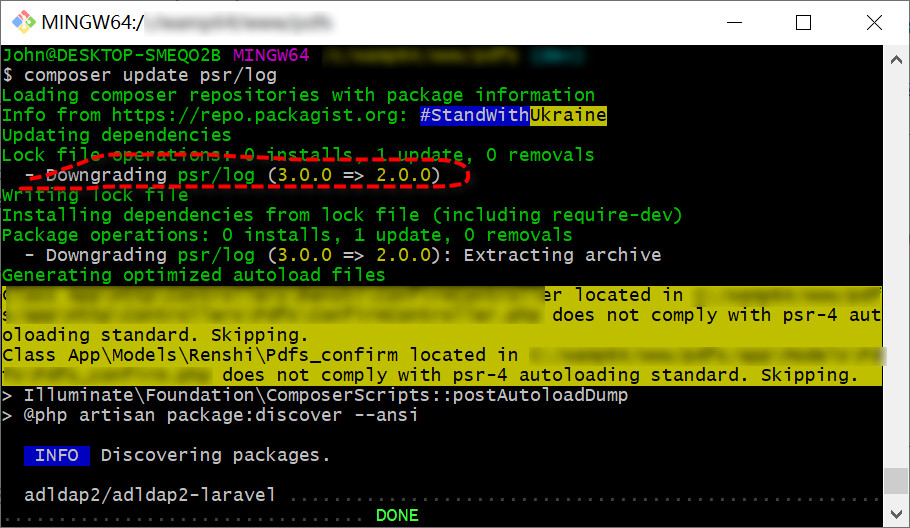 MINGW64:/
John@DESKTOP-SMEQO2B MINGW64
$ composer update psr/log
Loading composer repositories with package information
Info from https://repo.packagist.org: #StandWithUkraine
Updating dependencies
Lock file operations: 0 installs, 1 update, 0 removals
  - Downgrading psr/log (3.0.0 => 2.0.0)
Writing lock file
Installing dependencies from lock file (including require-dev)
Package operations: 0 installs, 1 update, 0 removals
  - Downgrading psr/log (3.0.0 => 2.0.0): Extracting archive
Generating optimized autoload files
er located in
does not comply with psr-4 aut
oloading standard. Skipping.
Class App\Models\Renshi\Pdfs_confirm located in
does not comply with psr-4 autoloading standard. Skipping.
> Illuminate\Foundation\ComposerScripts::postAutoloadDump
> @php artisan package:discover --ansi
INFO  Discovering packages.
adldap2/adldap2-laravel ......................................................
................................. DONE